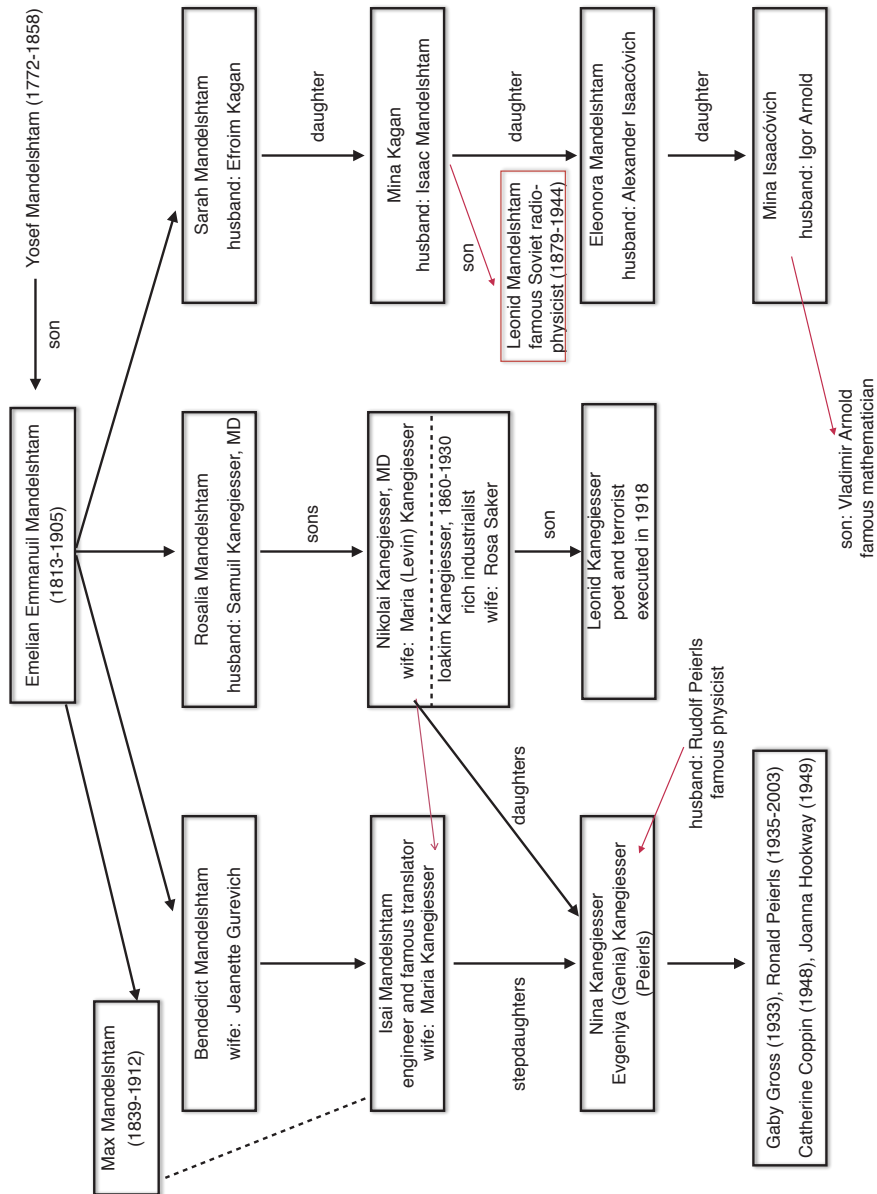 Yosef Mandelshtam (1772-1858)
son
Emelian Emmanuil Mandelshtam
(1813-1905)
Max Mandelshtam
(1839-1912)
Bendedict Mandelshtam
wife: Jeanette Gurevich
Rosalia Mandelshtam
husband: Samuil Kanegiesser, MD
Sarah Mandelshtam
husband: Efroim Kagan
sons
daughter
Isai Mandelshtam
engineer and famous translator
wife: Maria Kanegiesser
Nikolai Kanegiesser, MD
wife: Maria (Levin) Kanegiesser
Ioakim Kanegiesser, 1860-1930
rich industrialist
wife: Rosa Saker
Mina Kagan
husband: Isaac Mandelshtam
stepdaughters
daughters
son
son
daughter
Leonid Mandelshtam
famous Soviet radio-
physicist (1879-1944)
Nina Kanegiesser
Evgeniya (Genia) Kanegiesser
(Peierls)
Leonid Kanegiesser
poet and terrorist
executed in 1918
Eleonora Mandelshtam
husband: Alexander Isaacóvich
daughter
husband: Rudolf Peierls
famous physicist
Gaby Gross (1933), Ronald Peierls (1935-2003)
Catherine Coppin (1948), Joanna Hookway (1949)
Mina Isaacóvich
husband: Igor Arnold
son: Vladimir Arnold
famous mathematician